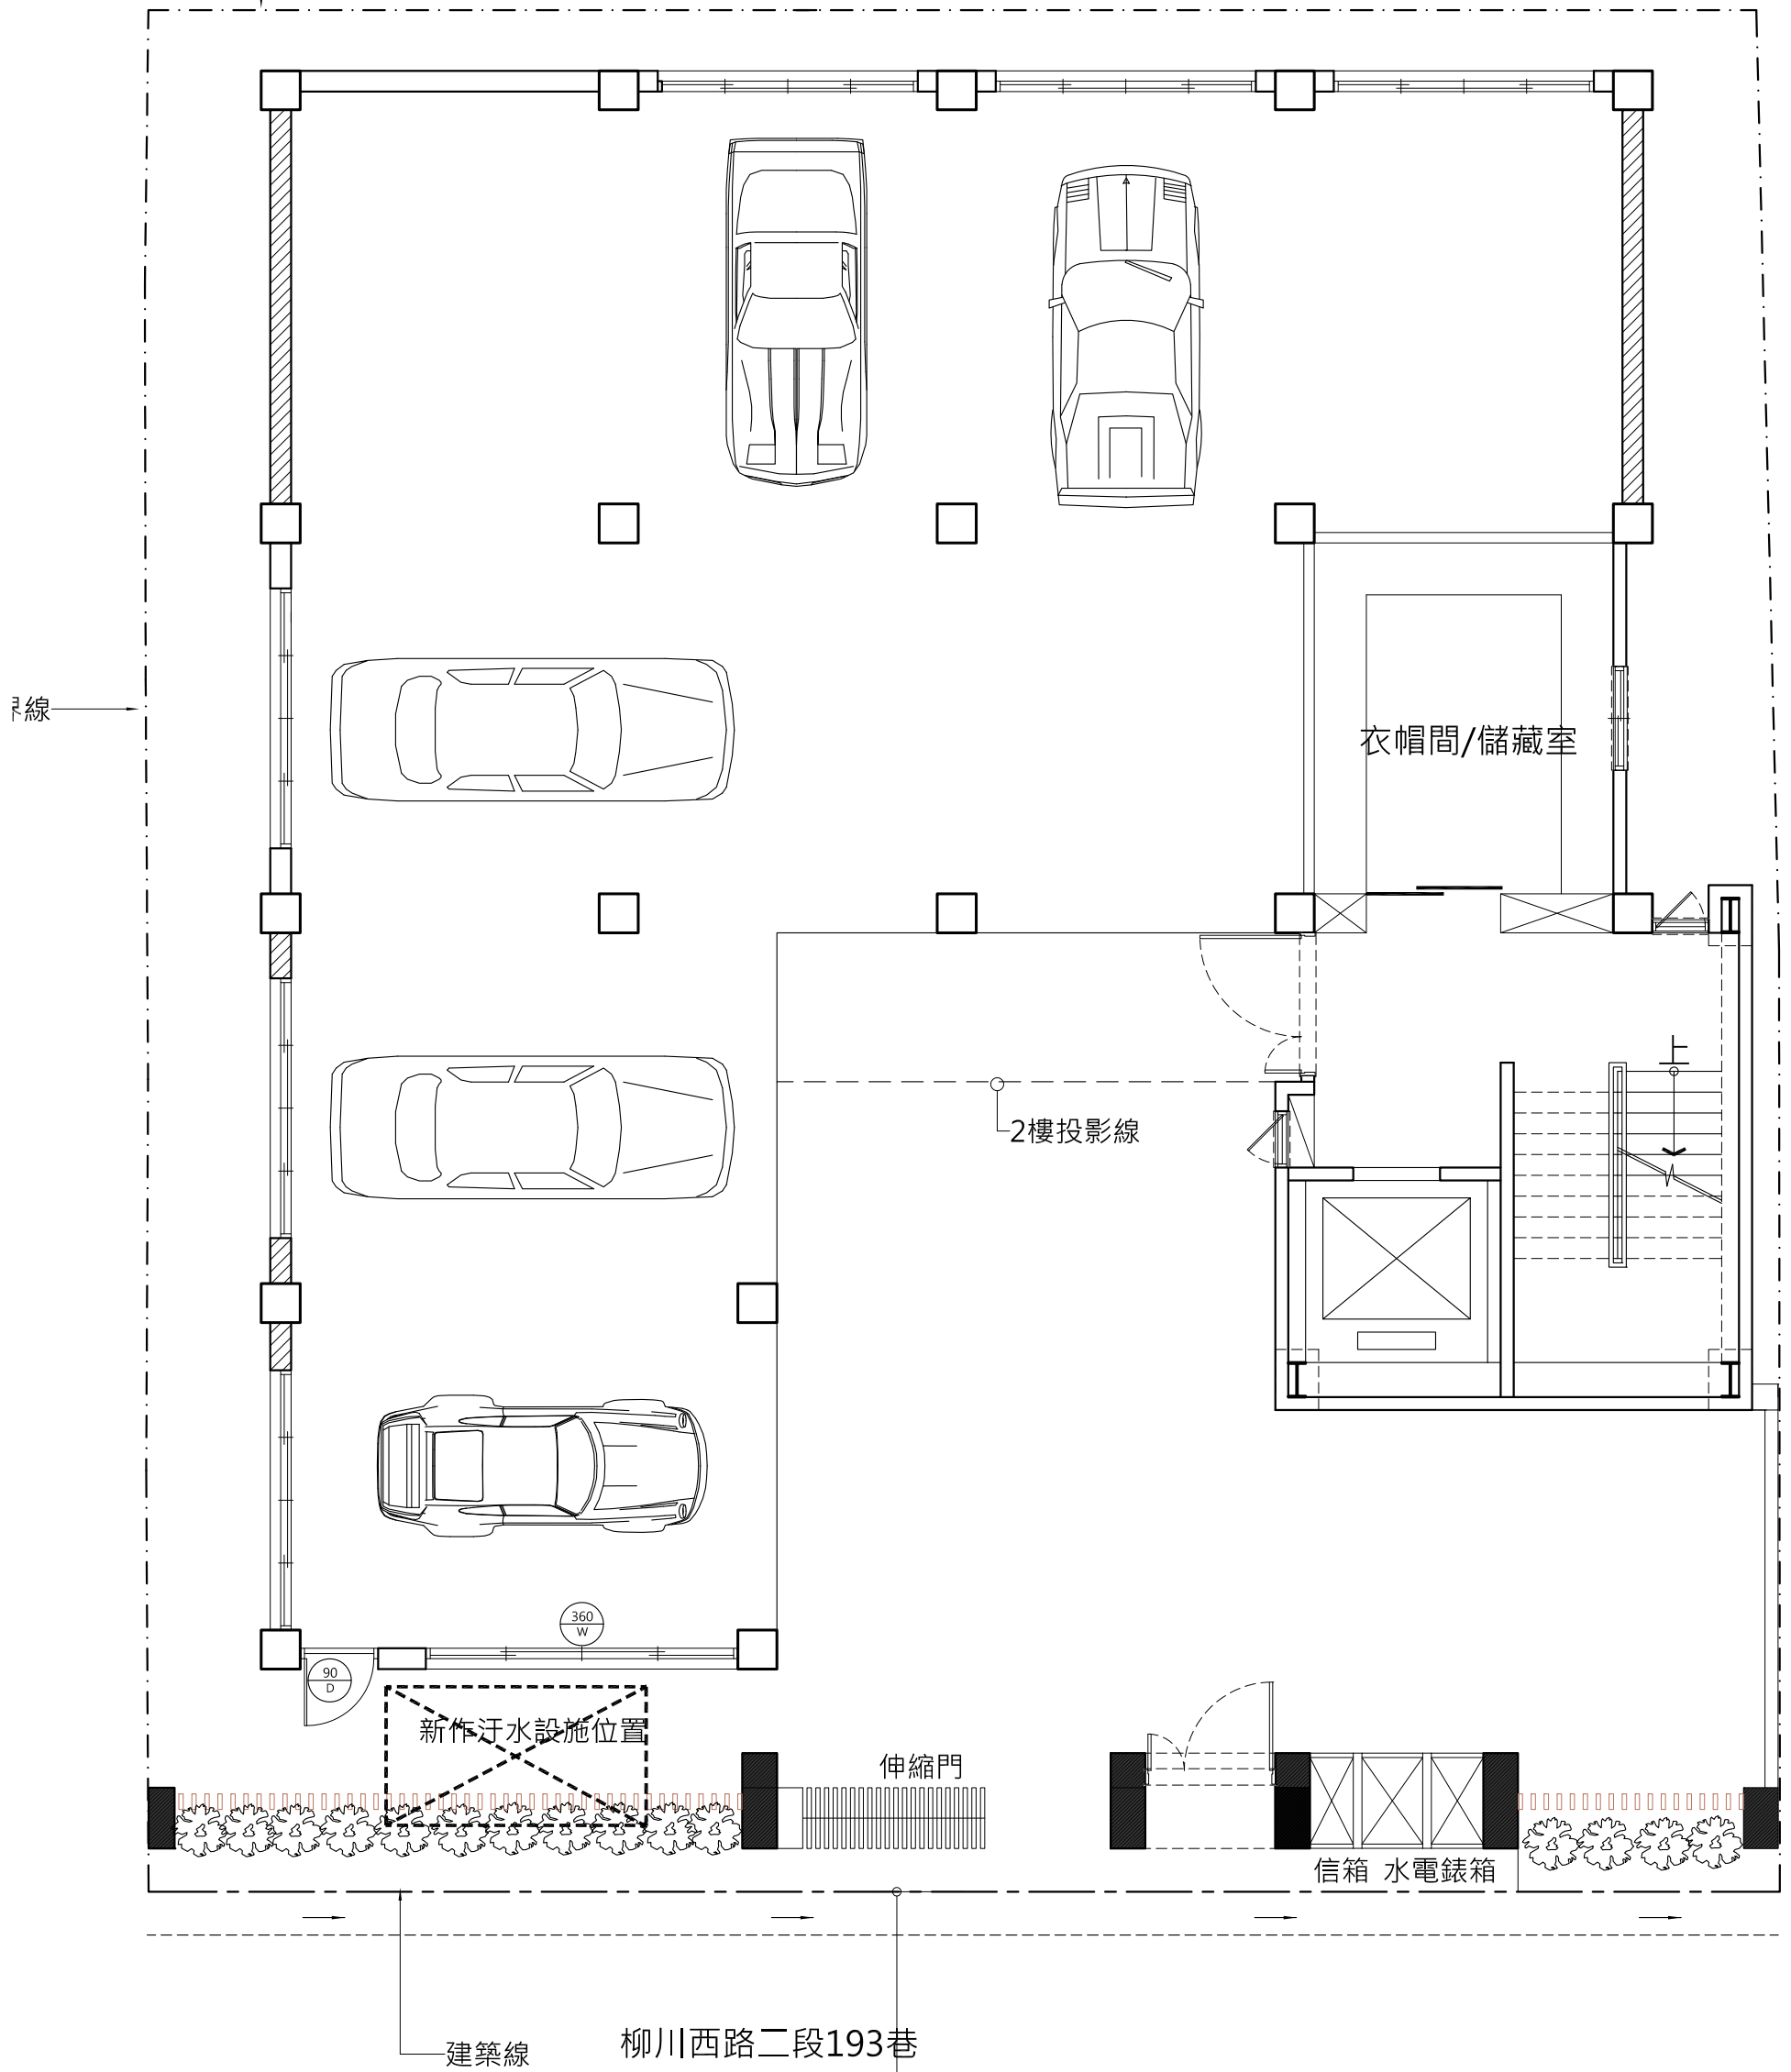 界線
衣帽間/儲藏室
上
2樓投影線
360
W
90
D
新作汙水設施位置
伸縮門
信箱 水電錶箱
柳川西路二段193巷
建築線